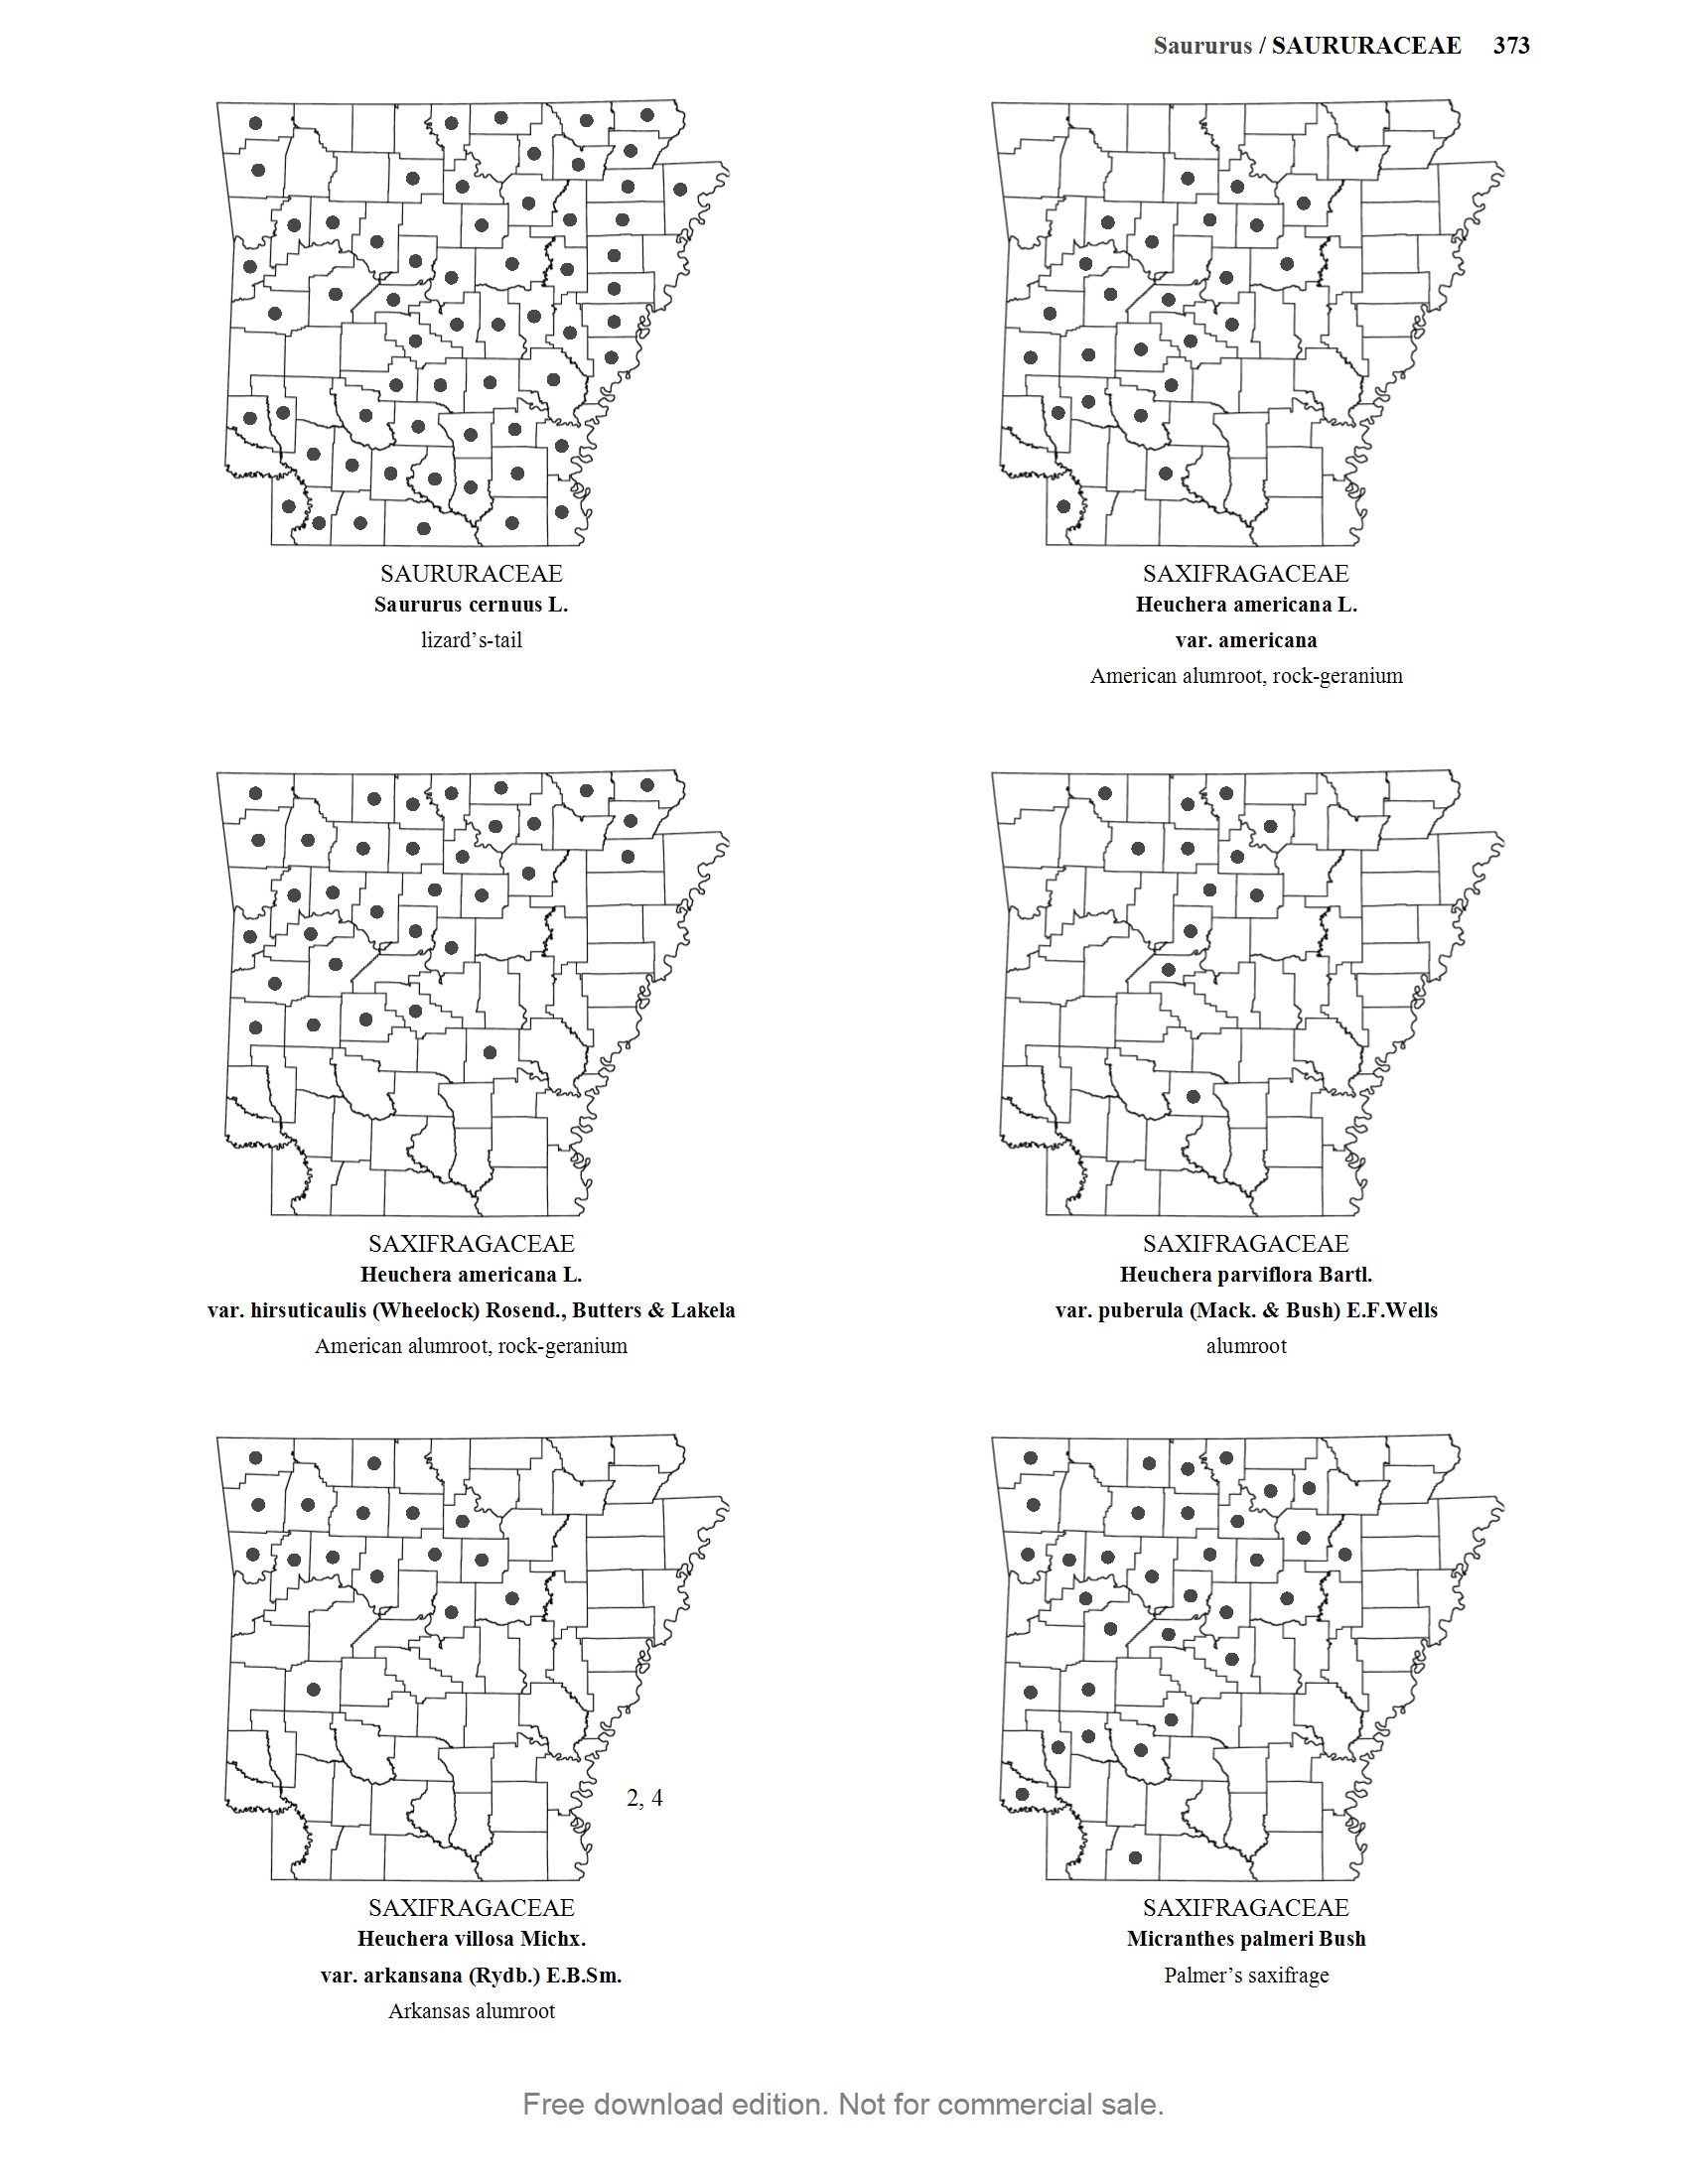 Saururus / SAURURACEAE 373
SAURURACEAE
Saururus cernuus L.
lizard’s-tail
SAXIFRAGACEAE
Heuchera americana L.
var. americana
American alumroot, rock-geranium
SAXIFRAGACEAE
Heuchera americana L.
var. hirsuticaulis (Wheelock) Rosend., Butters & Lakela
American alumroot, rock-geranium
SAXIFRAGACEAE
Heuchera parviflora Bartl.
var. puberula (Mack. & Bush) E.F.Wells
alumroot
2, 4
SAXIFRAGACEAE
Heuchera villosa Michx.
var. arkansana (Rydb.) E.B.Sm.
Arkansas alumroot
SAXIFRAGACEAE
Micranthes palmeri Bush
Palmer’s saxifrage
Free download edition. Not for commercial sale.